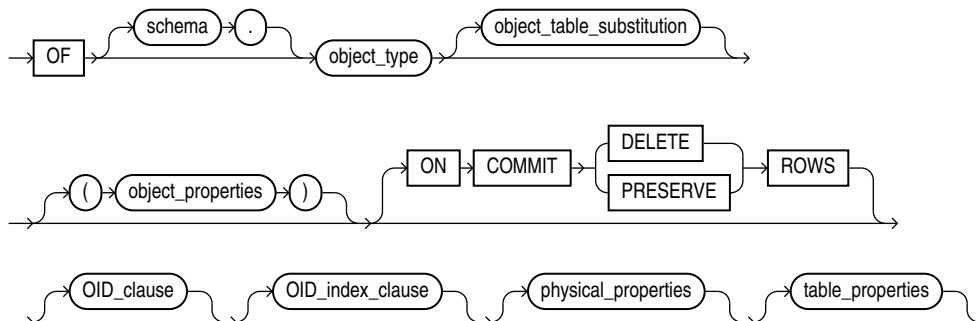 schema . object_table_substitution
OF object_type
DELETE
ON COMMIT ROWS
( object_properties ) PRESERVE
OID_clause OID_index_clause physical_properties table_properties